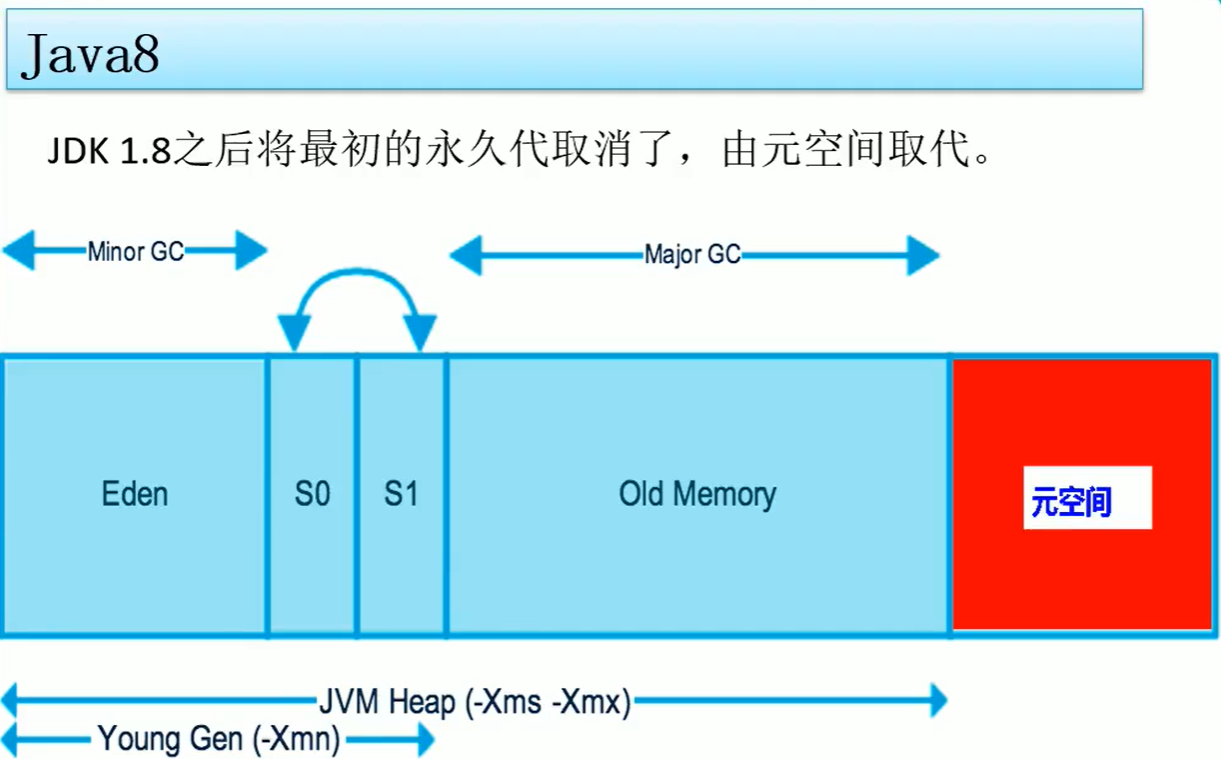 Java8
JDK 1.8之后将最初的永久代取消了，由元空间取代。
Minor GC
Major GC
Eden
S0
S1
Old Memory
元空间
JVM Heap (-Xms -Xmx)
Young Gen (-Xmn)